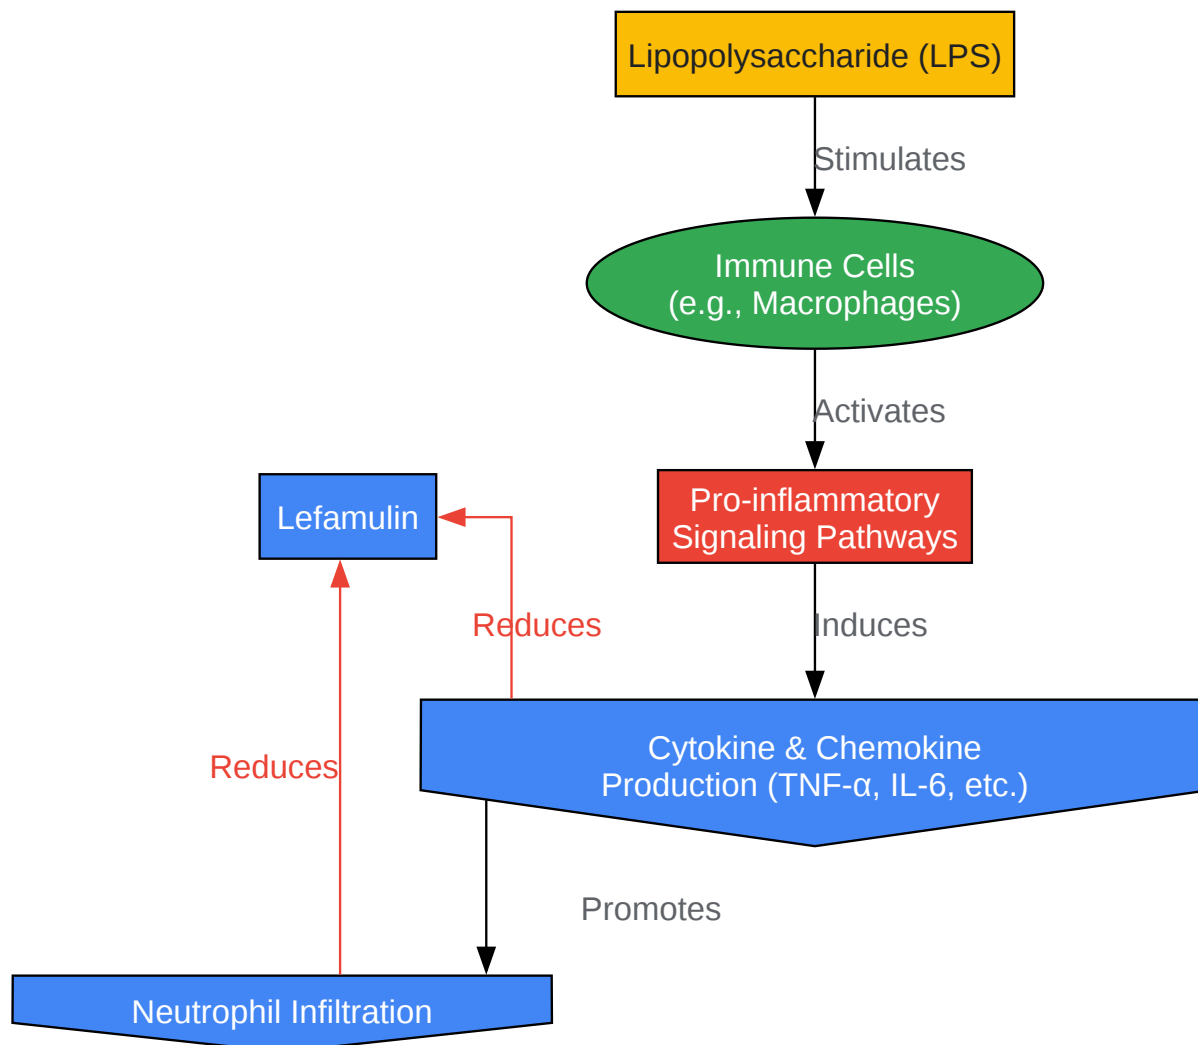 Lipopolysaccharide (LPS)
Stimulates
Immune Cells
(e.g., Macrophages)
Activates
Lefamulin
Pro-inflammatory
Signaling Pathways
Reduces
Induces
Cytokine & Chemokine
Production (TNF-α, IL-6, etc.)
Reduces
Promotes
Neutrophil Infiltration